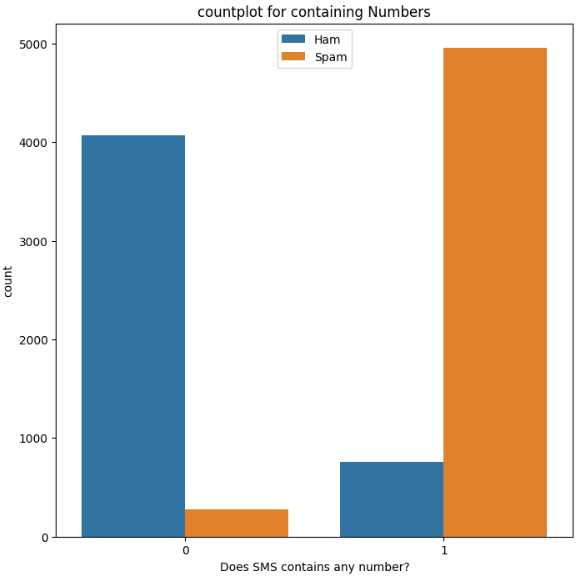 countplot for containing Numbers
Ham
Spam
5000
4000
3000
2000
1000
0
count
0 1
Does SMS contains any number?